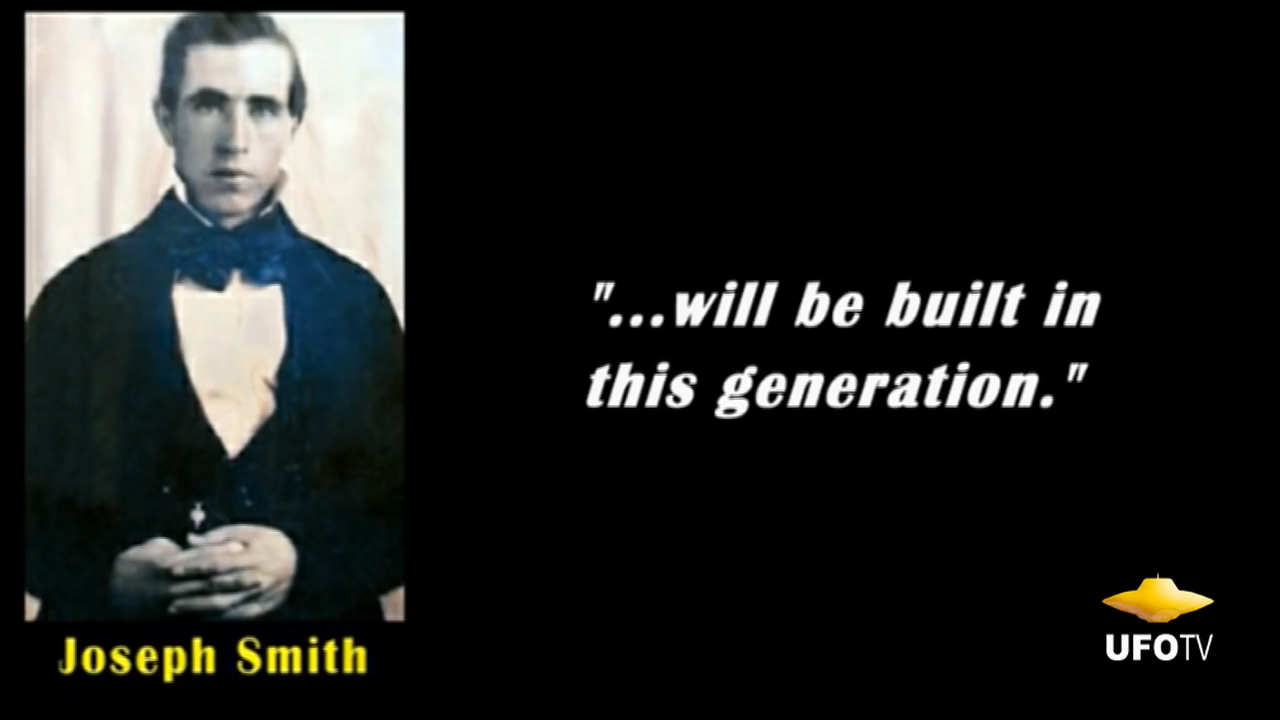 "...will be built in
this generation."
Joseph Smith
UFOTV